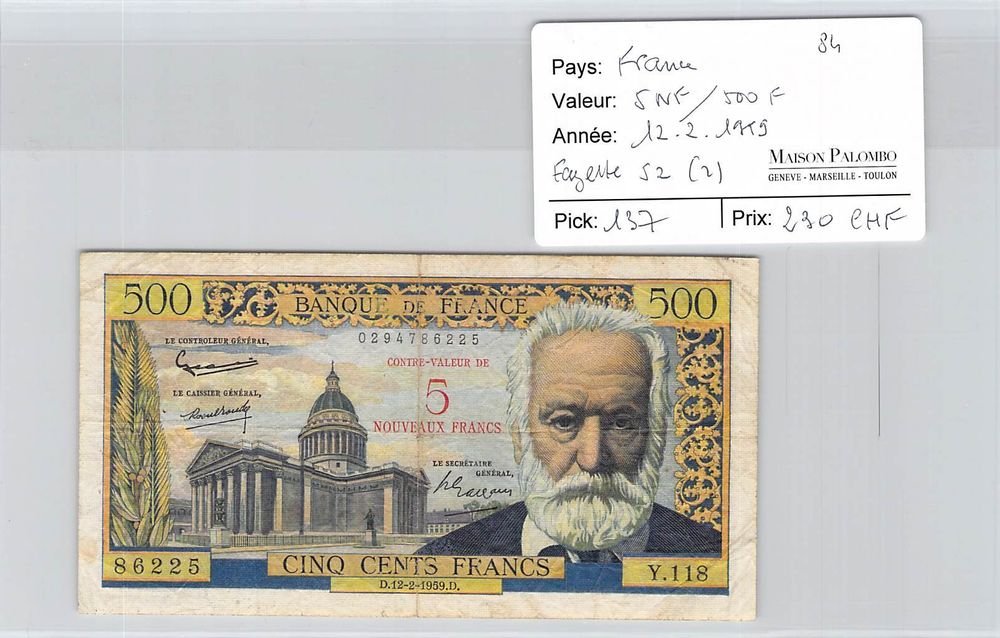 84
Pays: France
Valeur: 5 NF / 500 F
Année: 12.2.1959
Fayette 52 (2)
MAISON PALOMBO
GENEVE - MARSEILLE - TOULON
Pick: 137
Prix: 230 CHF
500
BANQUE DE FRANCE
500
0294786225
LE CONTROLEUR GÉNÉRAL,
CONTRE-VALEUR DE
5
NOUVEAUX FRANCS
LE CAISSIER GÉNÉRAL,
LE SECRÉTAIRE
GÉNÉRAL,
86225
CINQ CENTS FRANCS
Y.118
D.12-2-1959.D.